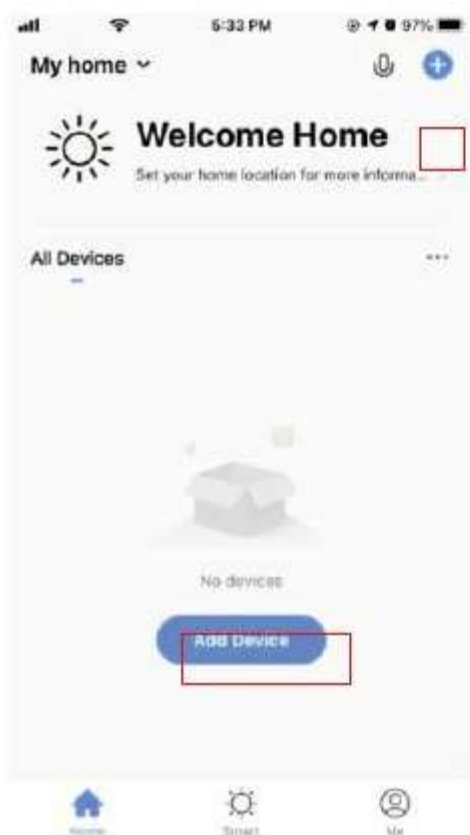 5:33 PM 97%
My home
Welcome Home
Set your home location for more informa...
All Devices
No devices
Add Device
Home Smart Me